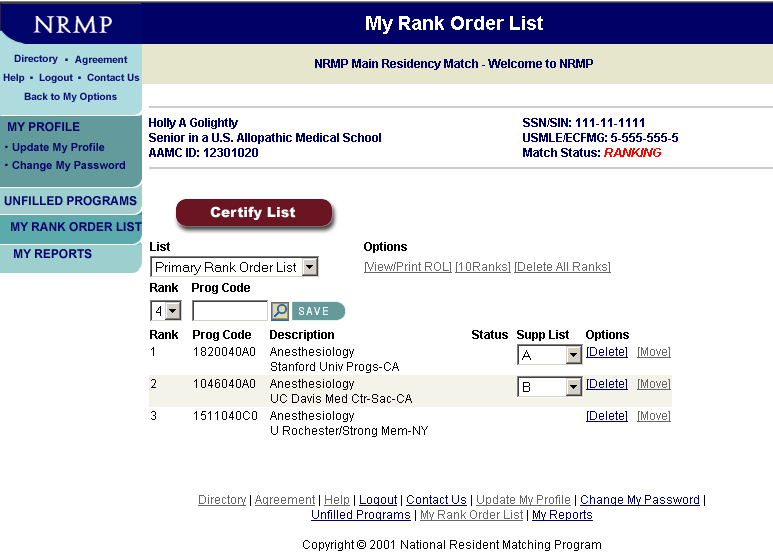 NRMP
My Rank Order List
Directory ▪ Agreement
Help ▪ Logout ▪ Contact Us
Back to My Options
NRMP Main Residency Match - Welcome to NRMP
MY PROFILE
· Update My Profile
· Change My Password
UNFILLED PROGRAMS
MY RANK ORDER LIST
MY REPORTS
Holly A Golightly
Senior in a U.S. Allopathic Medical School
AAMC ID: 12301020
SSN/SIN: 111-11-1111
USMLE/ECFMG: 5-555-555-5
Match Status: RANKING
Certify List
List Options
Primary Rank Order List [View/Print ROL] [10Ranks] [Delete All Ranks]
Rank Prog Code
4 SAVE
Rank Prog Code Description Status Supp List Options
1 1820040A0 Anesthesiology A [Delete] [Move]
Stanford Univ Progs-CA
2 1046040A0 Anesthesiology B [Delete] [Move]
UC Davis Med Ctr-Sac-CA
3 1511040C0 Anesthesiology [Delete] [Move]
U Rochester/Strong Mem-NY
Directory | Agreement | Help | Logout | Contact Us | Update My Profile | Change My Password |
Unfilled Programs | My Rank Order List | My Reports
Copyright © 2001 National Resident Matching Program